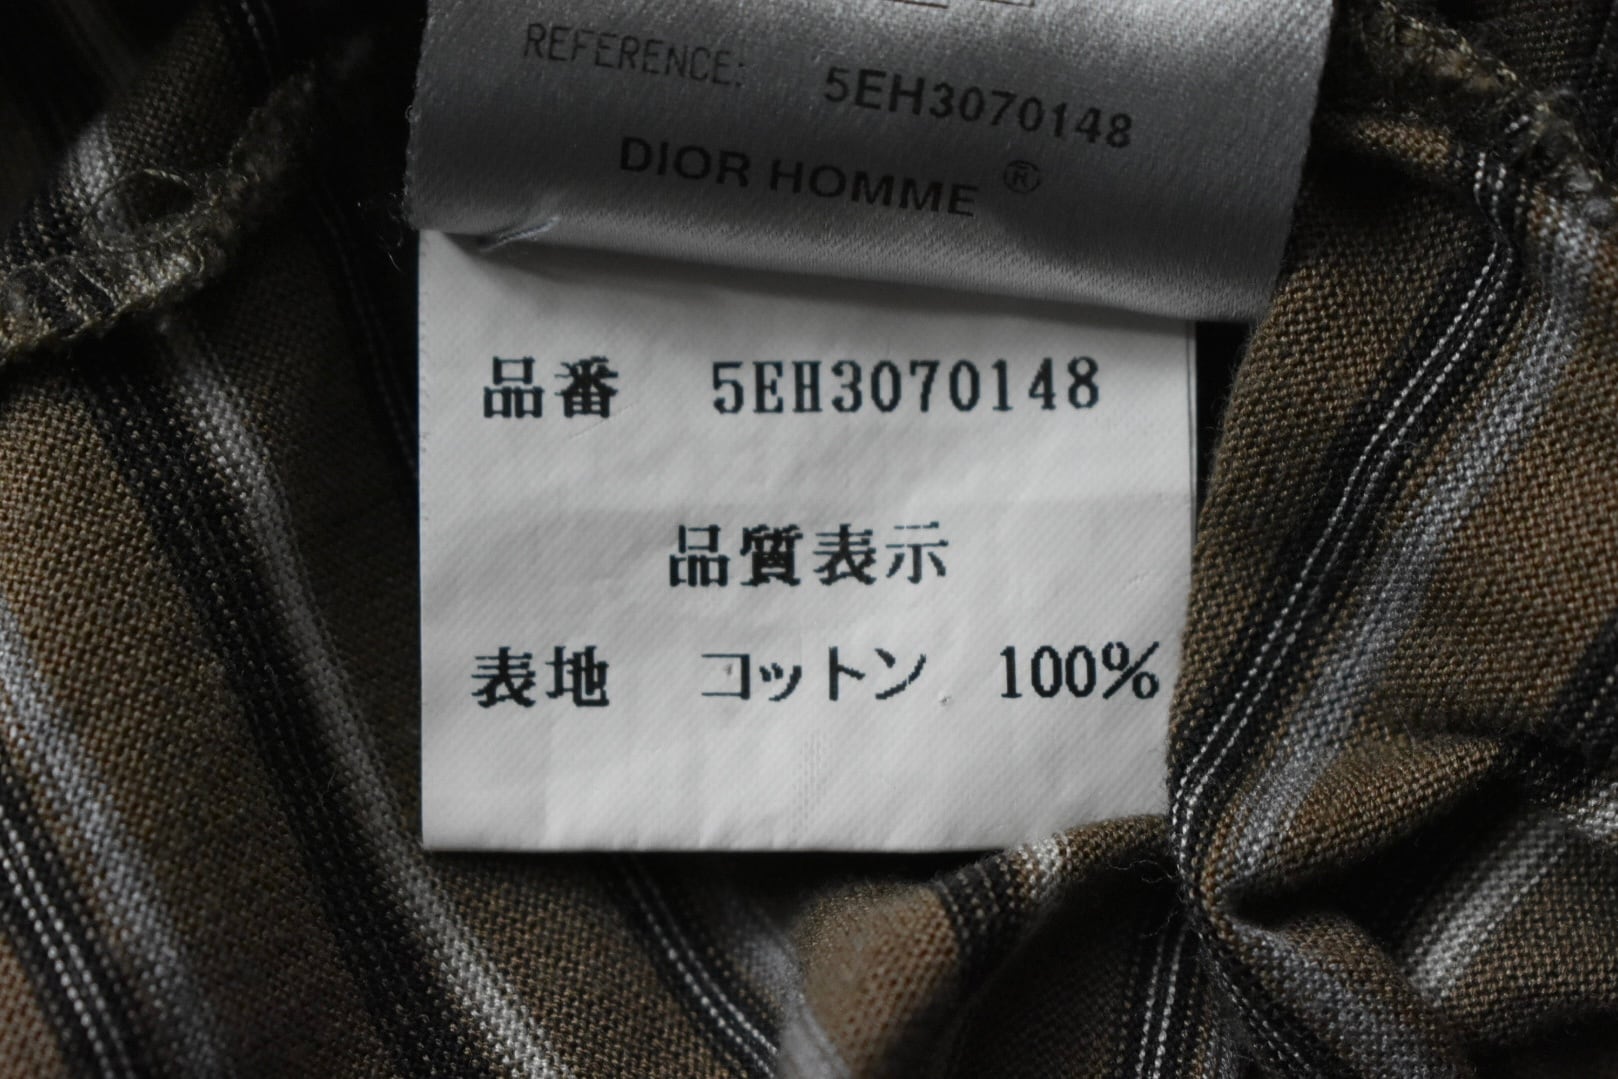 REFERENCE: 5EH3070148
DIOR HOMME ®
品番 5EH3070148
品質表示
表地 コットン 100%